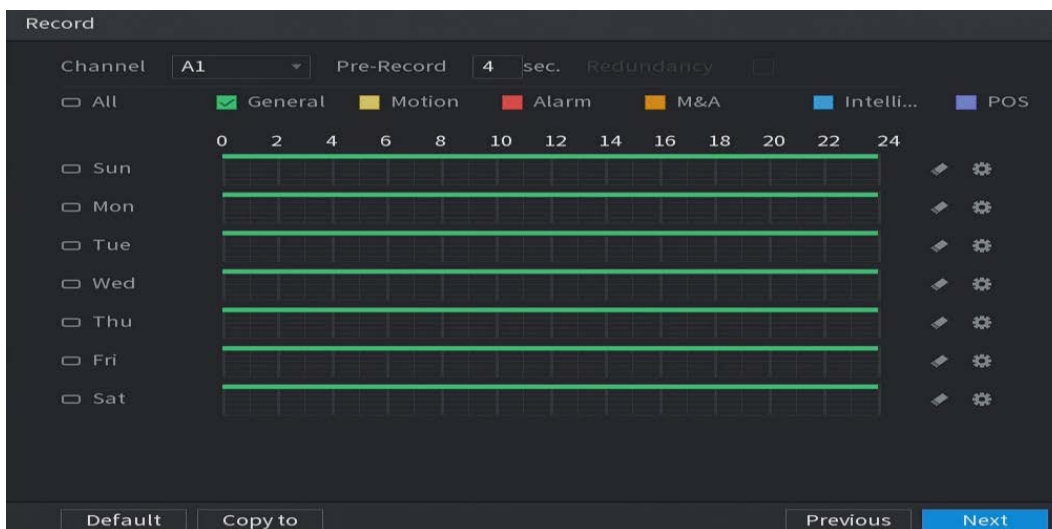 Record
Channel A1 Pre-Record 4 sec. Redundancy
All General Motion Alarm M&A Intelli... POS
0 2 4 6 8 10 12 14 16 18 20 22 24
Sun
Mon
Tue
Wed
Thu
Fri
Sat
Default Copy to Previous Next